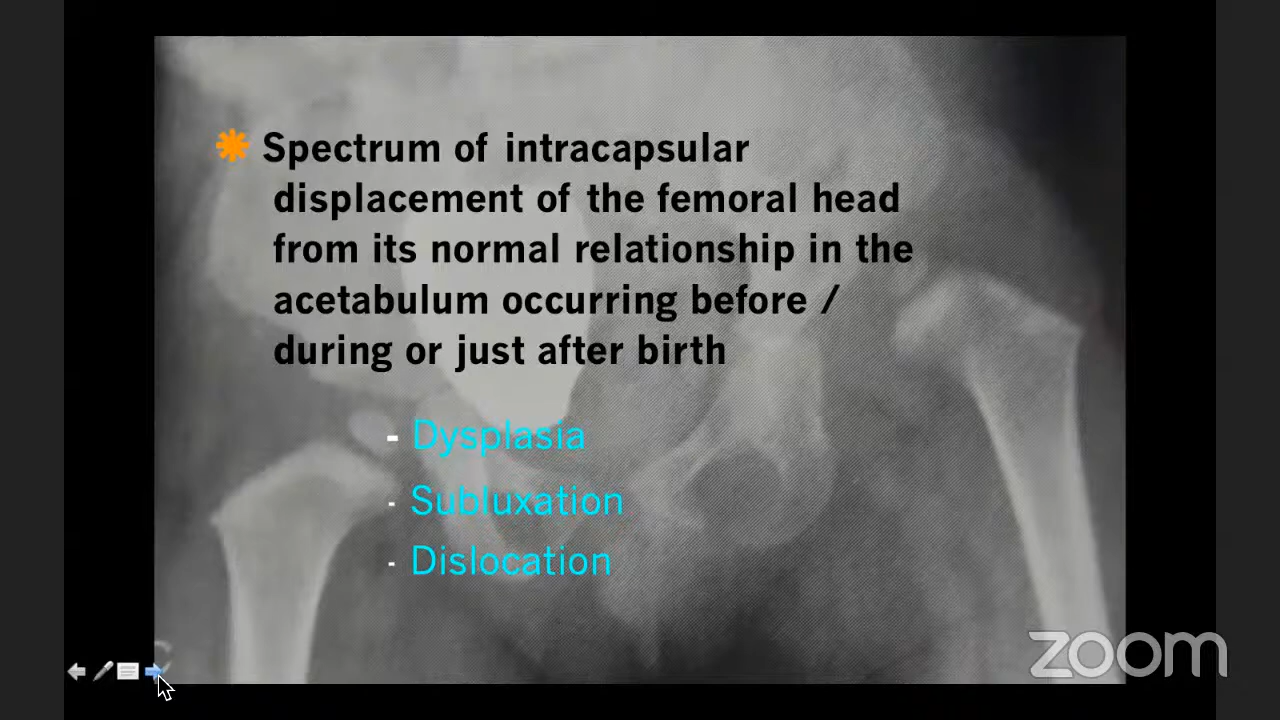 Spectrum of intracapsular
displacement of the femoral head
from its normal relationship in the
acetabulum occurring before /
during or just after birth
- Dysplasia
- Subluxation
- Dislocation
zoom